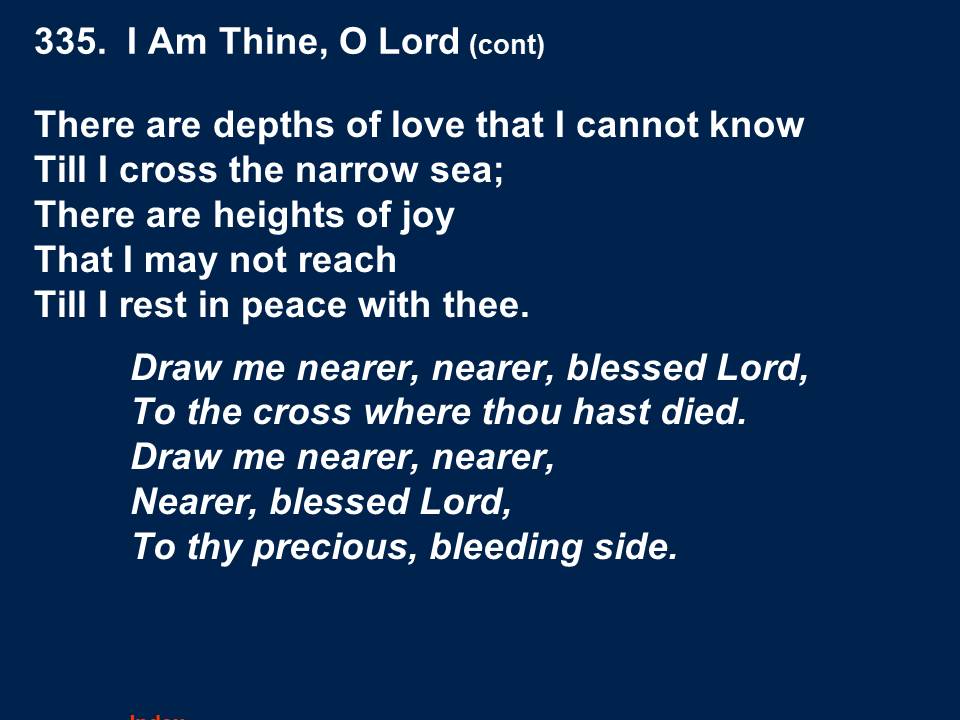 335. I Am Thine, O Lord (cont)
There are depths of love that I cannot know
Till I cross the narrow sea;
There are heights of joy
That I may not reach
Till I rest in peace with thee.
Draw me nearer, nearer, blessed Lord,
To the cross where thou hast died.
Draw me nearer, nearer,
Nearer, blessed Lord,
To thy precious, bleeding side.